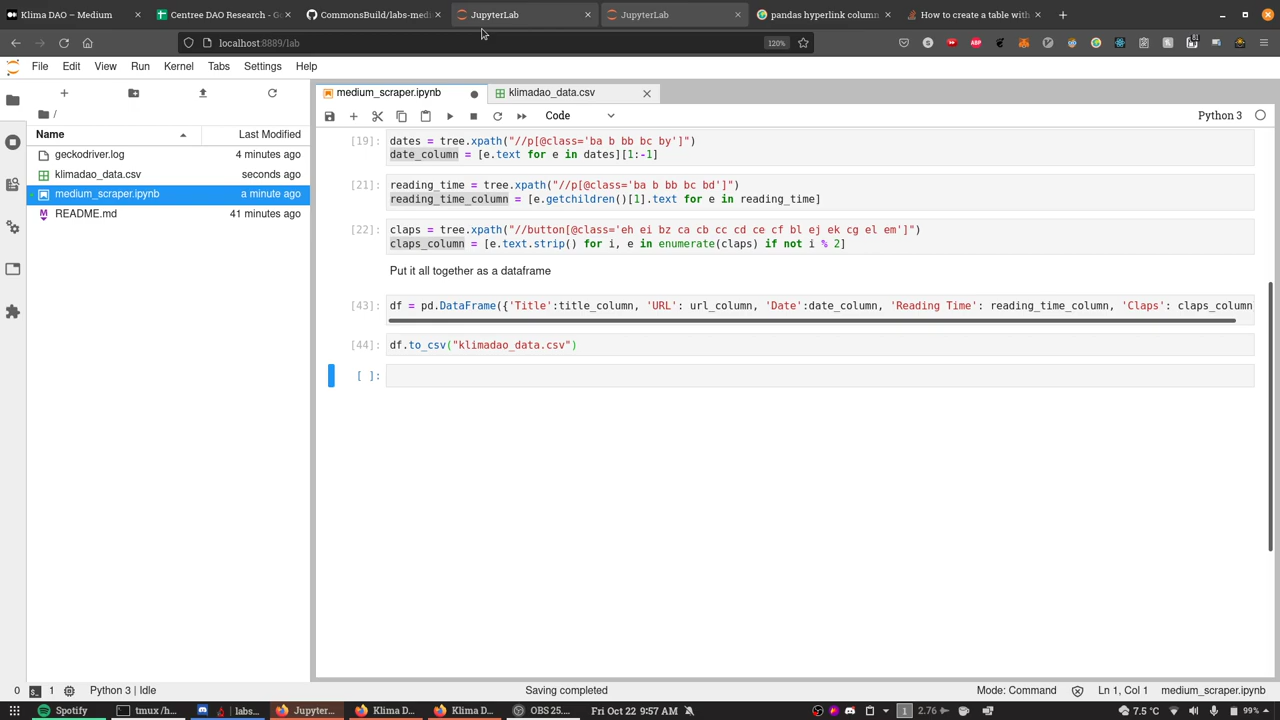 Klima DAO – Medium
Centree DAO Research - G
CommonsBuild/labs-med
JupyterLab
JupyterLab
pandas hyperlink column
How to create a table with
localhost:8889/lab
120%
81
File Edit View Run Kernel Tabs Settings Help
medium_scraper.ipynb
klimadao_data.csv
/
Code
Python 3
Name
Last Modified
geckodriver.log 4 minutes ago
klimadao_data.csv seconds ago
medium_scraper.ipynb a minute ago
README.md 41 minutes ago
[19]: dates = tree.xpath("//p[@class='ba b bb bc by']")
date_column = [e.text for e in dates][1:-1]
[21]: reading_time = tree.xpath("//p[@class='ba b bb bc bd']")
reading_time_column = [e.getchildren()[1].text for e in reading_time]
[22]: claps = tree.xpath("//button[@class='eh ei bz ca cb cc cd ce cf bl ej ek cg el em']")
claps_column = [e.text.strip() for i, e in enumerate(claps) if not i % 2]
Put it all together as a dataframe
[43]: df = pd.DataFrame({'Title':title_column, 'URL': url_column, 'Date':date_column, 'Reading Time': reading_time_column, 'Claps': claps_column
[44]: df.to_csv("klimadao_data.csv")
[ ]:
0 1 Python 3 | Idle
Saving completed
Mode: Command
Ln 1, Col 1
medium_scraper.ipynb
Spotify
tmux /h...
| labs...
Jupyter...
Klima D...
Klima D...
OBS 25....
Fri Oct 22 9:57 AM
1
2.76
7.5 °C
99%